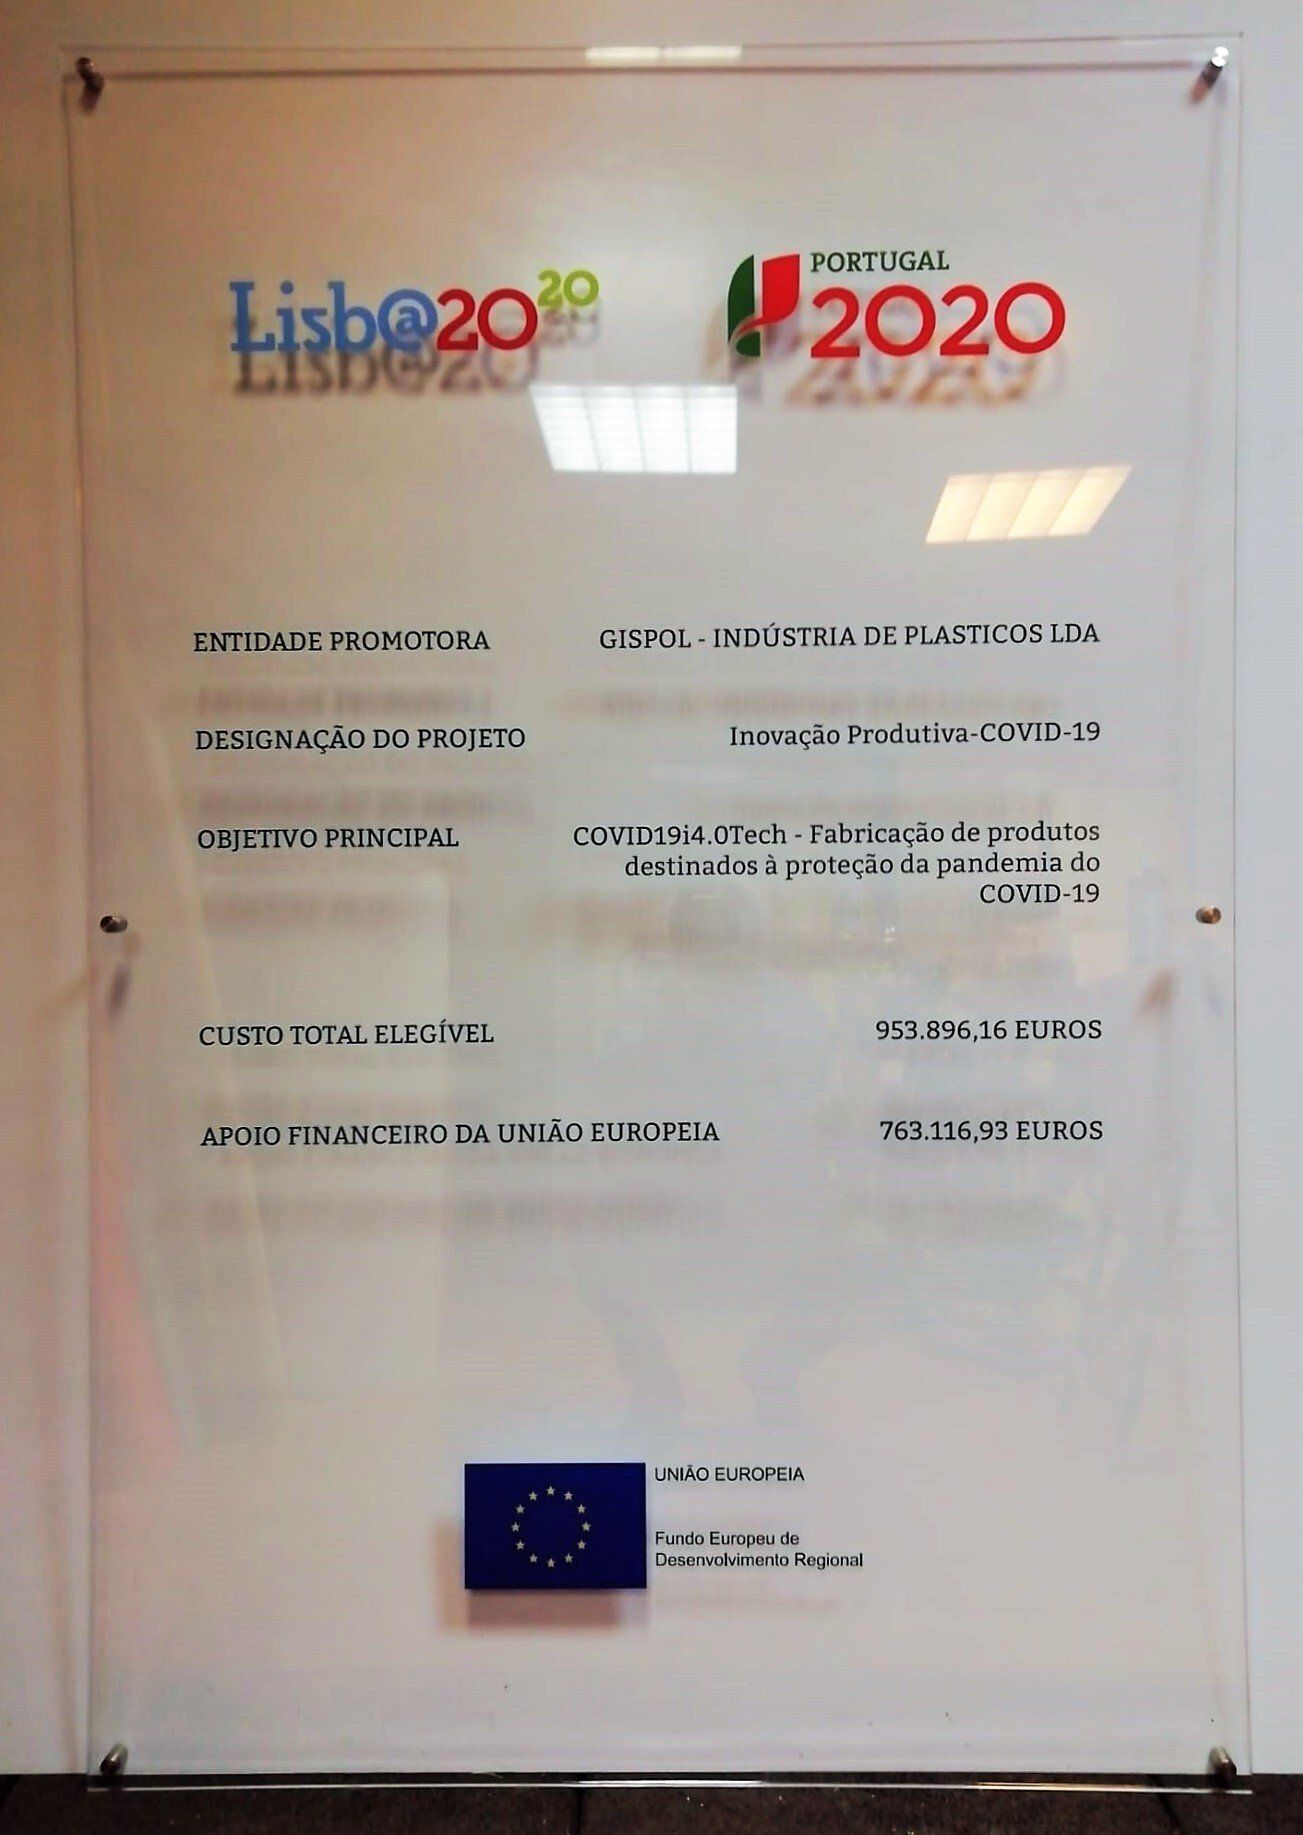 Lisb@20²⁰
PORTUGAL
2020
ENTIDADE PROMOTORA GISPOL - INDÚSTRIA DE PLASTICOS LDA
DESIGNAÇÃO DO PROJETO Inovação Produtiva-COVID-19
OBJETIVO PRINCIPAL COVID19i4.0Tech - Fabricação de produtos
destinados à proteção da pandemia do
COVID-19
CUSTO TOTAL ELEGÍVEL 953.896,16 EUROS
APOIO FINANCEIRO DA UNIÃO EUROPEIA 763.116,93 EUROS
UNIÃO EUROPEIA
Fundo Europeu de
Desenvolvimento Regional